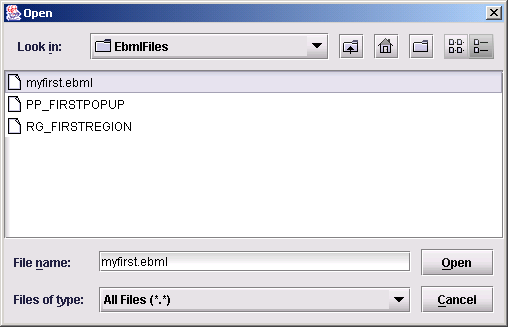 Open
Look in: EbmlFiles
myfirst.ebml
PP_FIRSTPOPUP
RG_FIRSTREGION
File name: myfirst.ebml Open
Files of type: All Files (*.*) Cancel